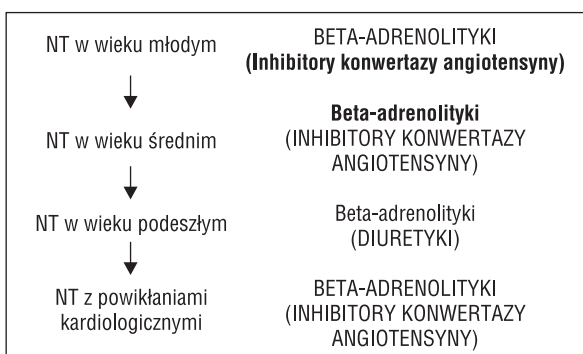 NT w wieku młodym
BETA-ADRENOLITYKI
(Inhibitory konwertazy angiotensyny)
NT w wieku średnim
Beta-adrenolityki
(INHIBITORY KONWERTAZY
ANGIOTENSYNY)
NT w wieku podeszłym
Beta-adrenolityki
(DIURETYKI)
NT z powikłaniami
kardiologicznymi
BETA-ADRENOLITYKI
(INHIBITORY KONWERTAZY
ANGIOTENSYNY)